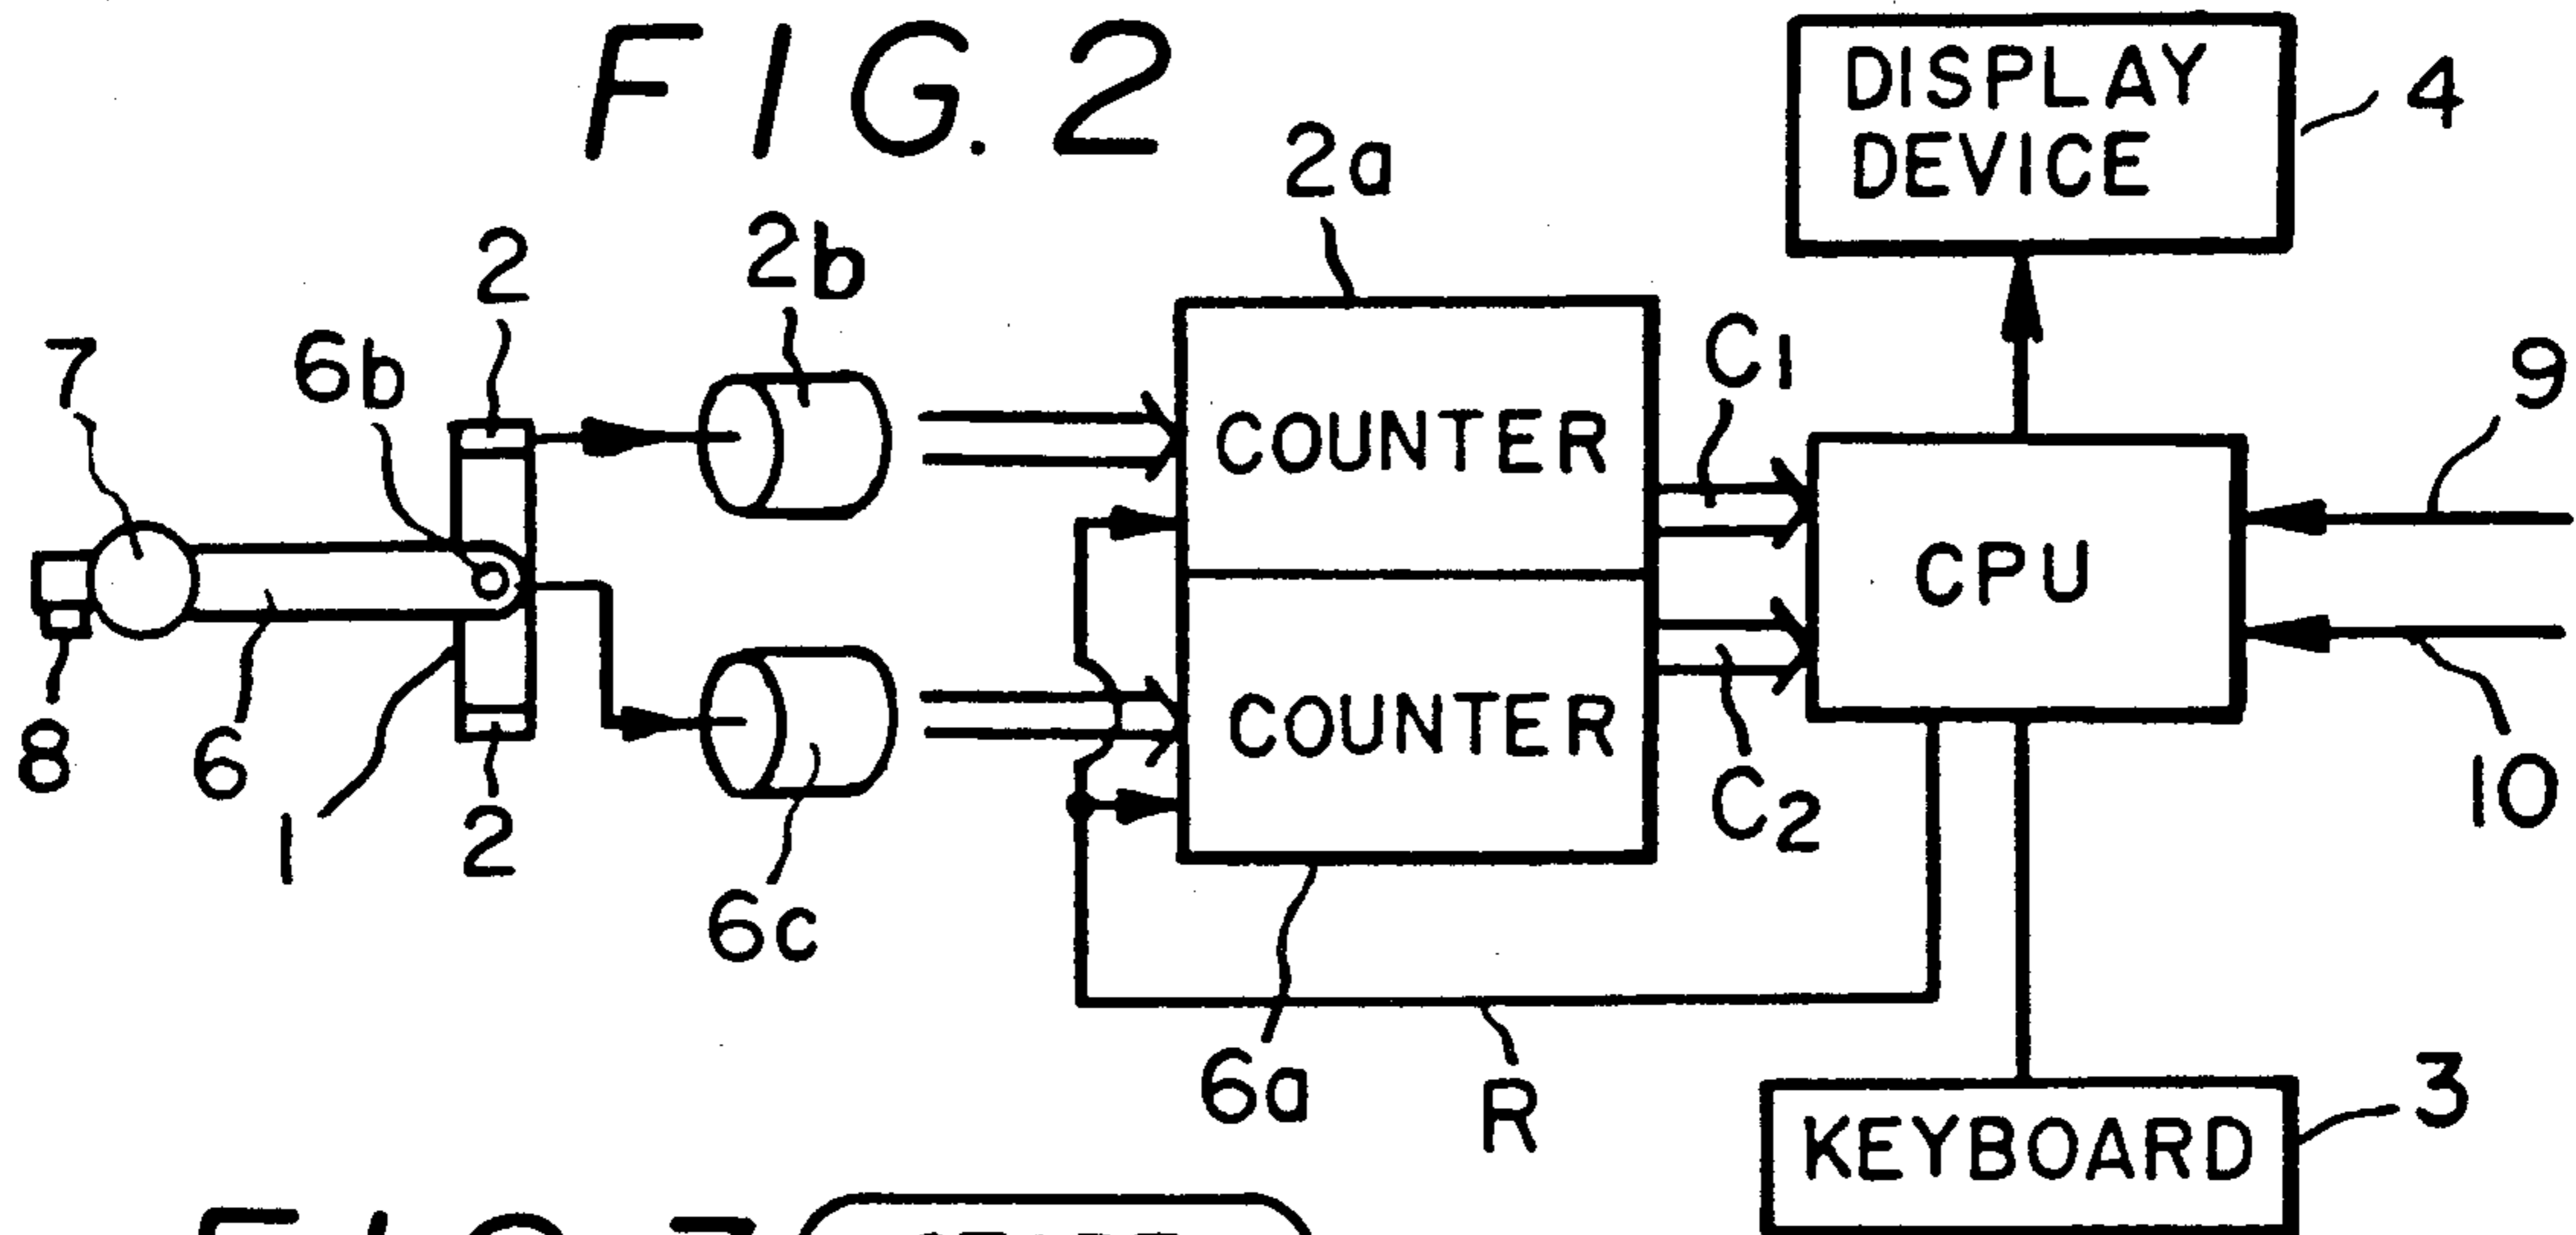 FIG. 2
DISPLAY
DEVICE
4
2a
2
2b
7
6b
C1
9
COUNTER
CPU
COUNTER
8
6
1
2
6c
C2
10
6a
R
3
KEYBOARD